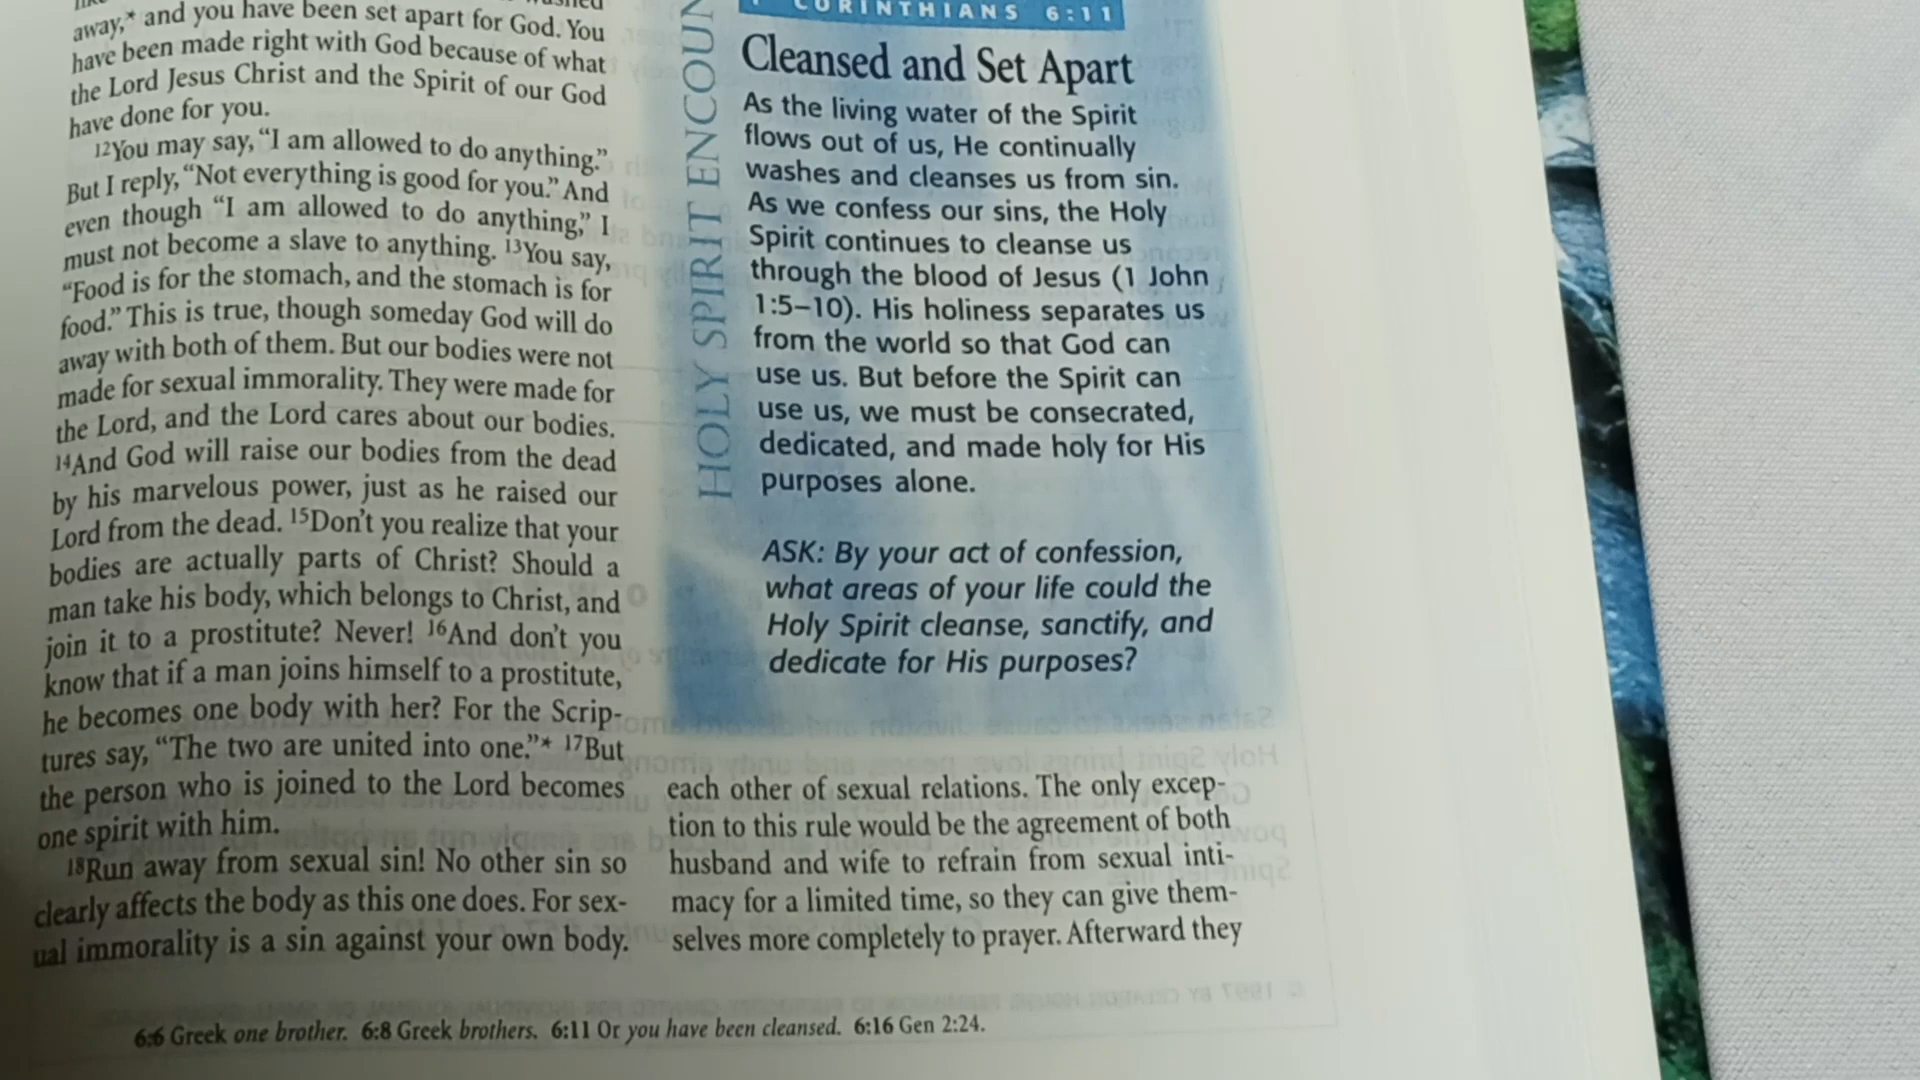 away,* and you have been set apart for God. You
have been made right with God because of what
the Lord Jesus Christ and the Spirit of our God
have done for you.
12You may say, “I am allowed to do anything.”
But I reply, “Not everything is good for you.” And
even though “I am allowed to do anything,” I
must not become a slave to anything. 13You say,
“Food is for the stomach, and the stomach is for
food.” This is true, though someday God will do
away with both of them. But our bodies were not
made for sexual immorality. They were made for
the Lord, and the Lord cares about our bodies.
14And God will raise our bodies from the dead
by his marvelous power, just as he raised our
Lord from the dead. 15Don’t you realize that your
bodies are actually parts of Christ? Should a
man take his body, which belongs to Christ, and
join it to a prostitute? Never! 16And don’t you
know that if a man joins himself to a prostitute,
he becomes one body with her? For the Scrip-
tures say, “The two are united into one.”* 17But
the person who is joined to the Lord becomes
one spirit with him.
18Run away from sexual sin! No other sin so
clearly affects the body as this one does. For sex-
ual immorality is a sin against your own body.
HOLY SPIRIT
CORINTHIANS 6:11
Cleansed and Set Apart
As the living water of the Spirit
flows out of us, He continually
washes and cleanses us from sin.
As we confess our sins, the Holy
Spirit continues to cleanse us
through the blood of Jesus (1 John
1:5–10). His holiness separates us
from the world so that God can
use us. But before the Spirit can
use us, we must be consecrated,
dedicated, and made holy for His
purposes alone.
ASK: By your act of confession,
what areas of your life could the
Holy Spirit cleanse, sanctify, and
dedicate for His purposes?
each other of sexual relations. The only excep-
tion to this rule would be the agreement of both
husband and wife to refrain from sexual inti-
macy for a limited time, so they can give them-
selves more completely to prayer. Afterward they
6:6 Greek one brother. 6:8 Greek brothers. 6:11 Or you have been cleansed. 6:16 Gen 2:24.